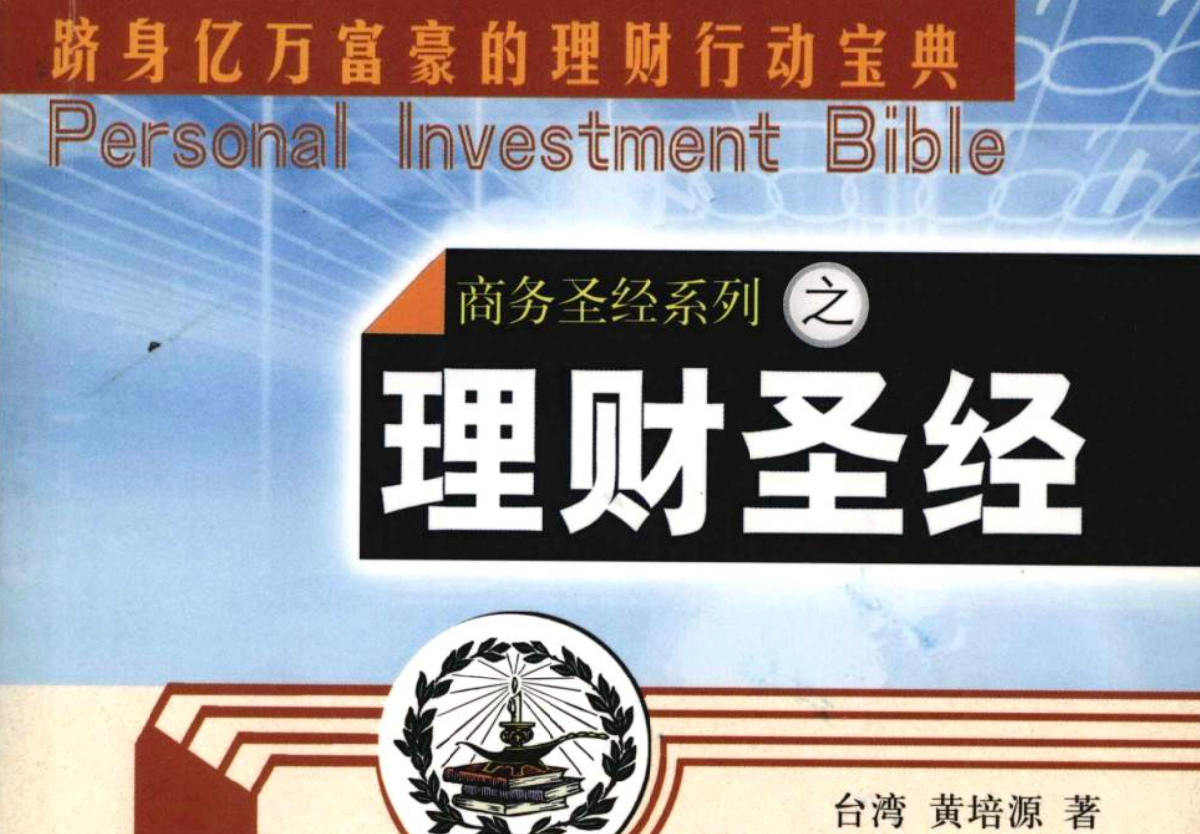 跻身亿万富豪的理财行动宝典
Personal Investment Bible
商务圣经系列之
理财圣经
台湾 黄培源 著